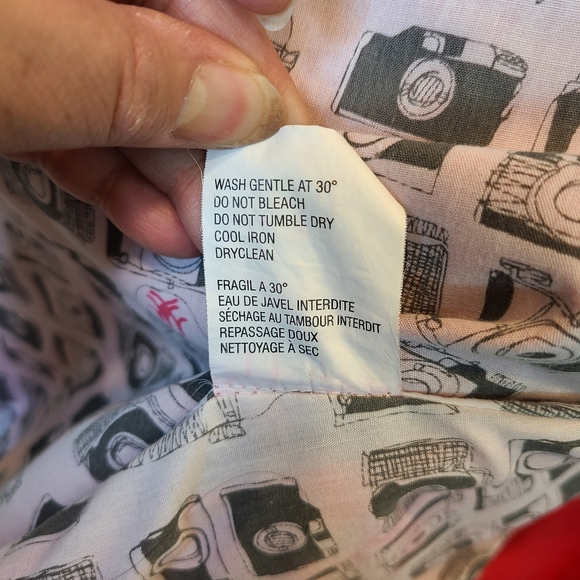 WASH GENTLE AT 30°
DO NOT BLEACH
DO NOT TUMBLE DRY
COOL IRON
DRYCLEAN
FRAGIL A 30°
EAU DE JAVEL INTERDITE
SÉCHAGE AU TAMBOUR INTERDIT
REPASSAGE DOUX
NETTOYAGE À SEC